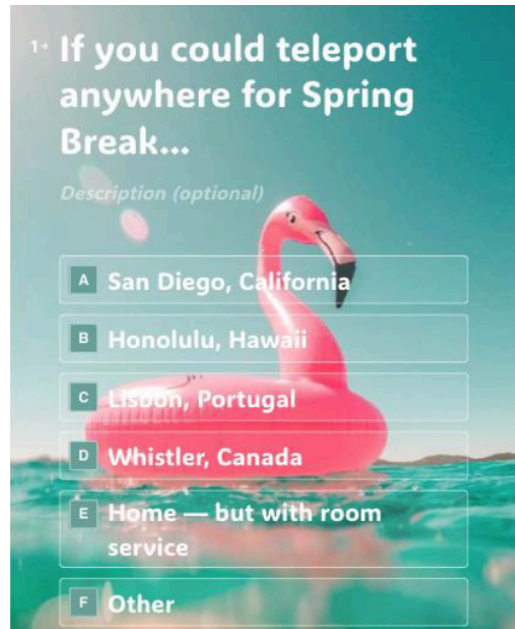 1→ If you could teleport
anywhere for Spring
Break...
Description (optional)
A San Diego, California
B Honolulu, Hawaii
C Lisbon, Portugal
D Whistler, Canada
E Home — but with room
service
F Other